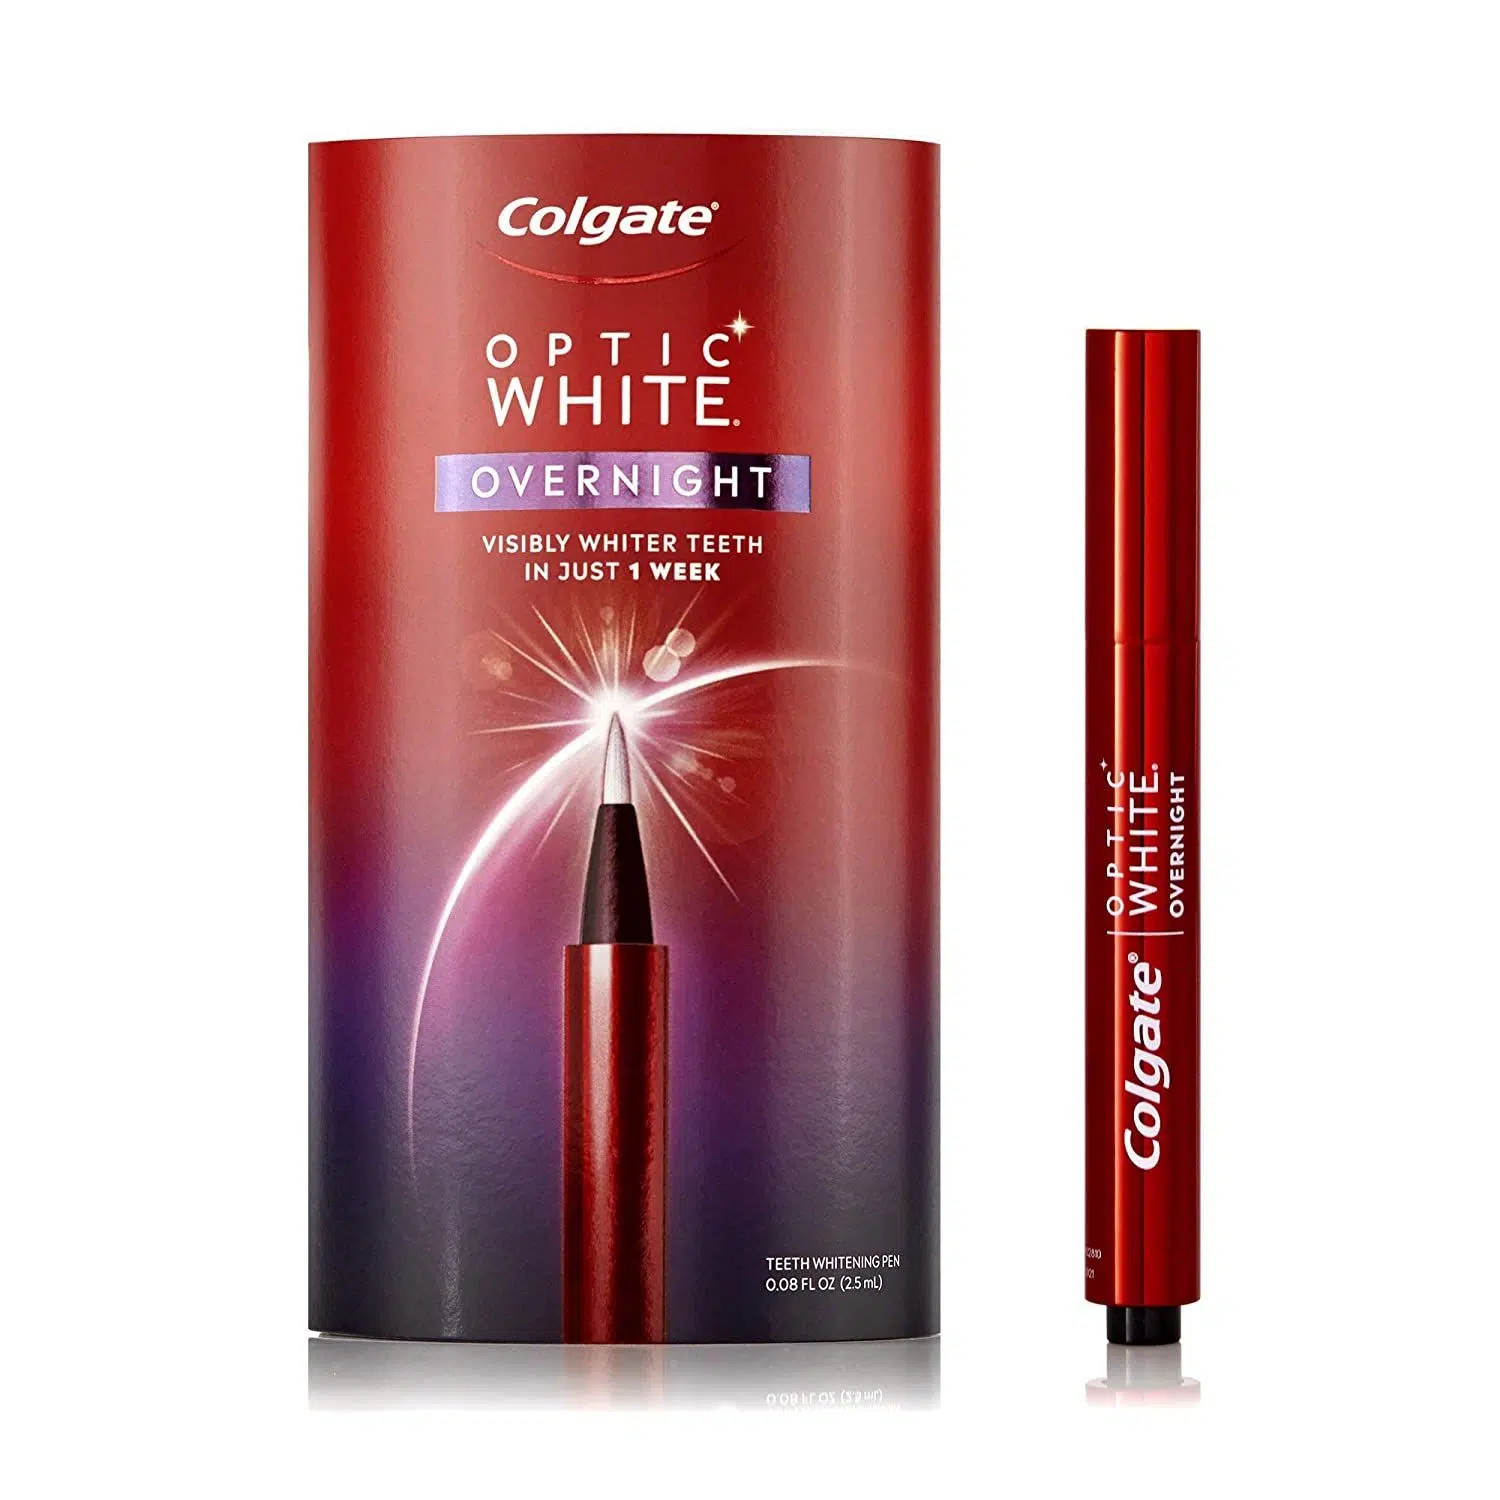 Colgate®
OPTIC
WHITE®
OVERNIGHT
VISIBLY WHITER TEETH
IN JUST 1 WEEK
TEETH WHITENING PEN
0.08 FL OZ (2.5 mL)
Colgate®
OPTIC
WHITE®
OVERNIGHT